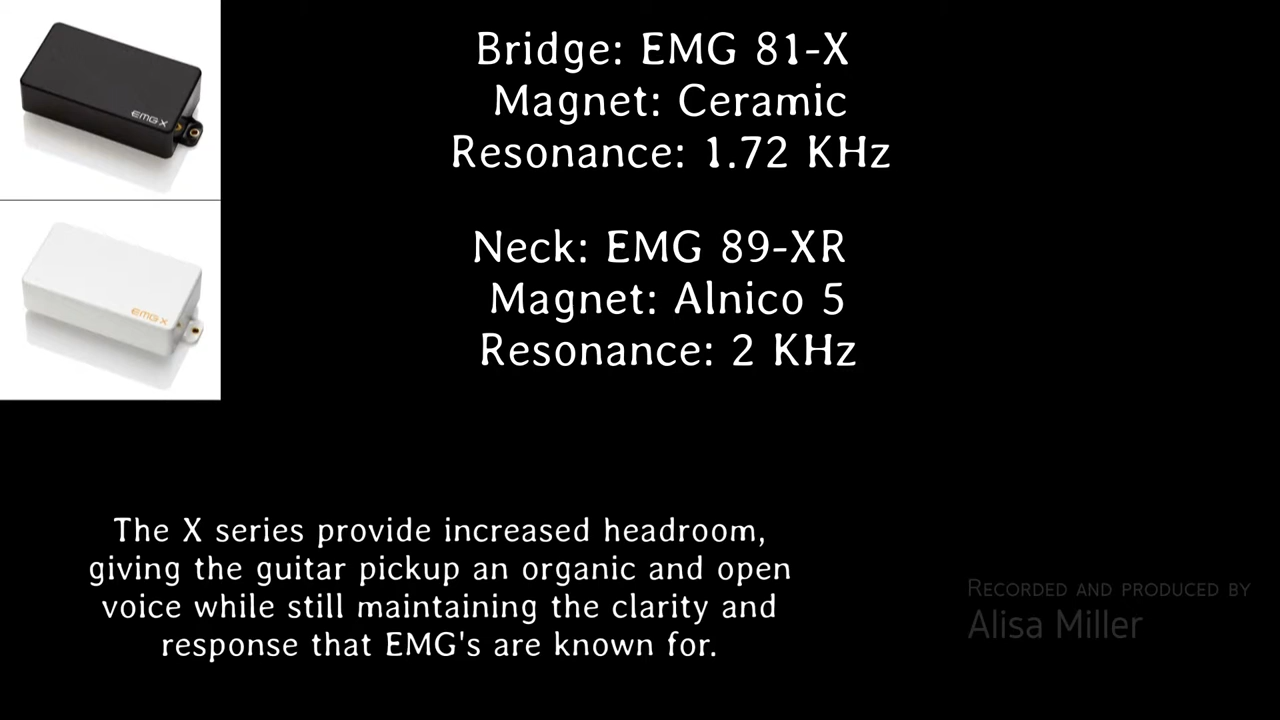 EMG X
Bridge: EMG 81-X
Magnet: Ceramic
Resonance: 1.72 KHz
EMG X
Neck: EMG 89-XR
Magnet: Alnico 5
Resonance: 2 KHz
The X series provide increased headroom,
giving the guitar pickup an organic and open
voice while still maintaining the clarity and
response that EMG's are known for.
RECORDED AND PRODUCED BY
Alisa Miller